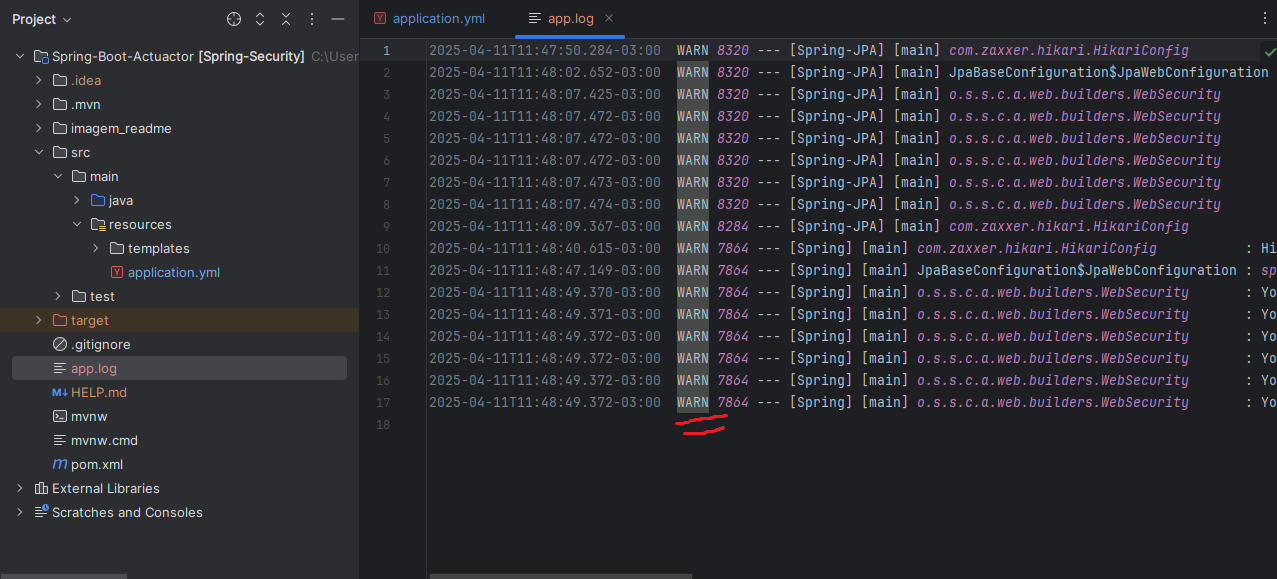 Project
Spring-Boot-Actuactor [Spring-Security] C:\User
.idea
.mvn
imagem_readme
src
main
java
resources
templates
application.yml
test
target
.gitignore
app.log
M↓ HELP.md
mvnw
mvnw.cmd
m pom.xml
External Libraries
Scratches and Consoles
Y application.yml app.log
1 2025-04-11T11:47:50.284-03:00 WARN 8320 --- [Spring-JPA] [main] com.zaxxer.hikari.HikariConfig
2 2025-04-11T11:48:02.652-03:00 WARN 8320 --- [Spring-JPA] [main] JpaBaseConfiguration$JpaWebConfiguration
3 2025-04-11T11:48:07.425-03:00 WARN 8320 --- [Spring-JPA] [main] o.s.s.c.a.web.builders.WebSecurity
4 2025-04-11T11:48:07.472-03:00 WARN 8320 --- [Spring-JPA] [main] o.s.s.c.a.web.builders.WebSecurity
5 2025-04-11T11:48:07.472-03:00 WARN 8320 --- [Spring-JPA] [main] o.s.s.c.a.web.builders.WebSecurity
6 2025-04-11T11:48:07.472-03:00 WARN 8320 --- [Spring-JPA] [main] o.s.s.c.a.web.builders.WebSecurity
7 2025-04-11T11:48:07.473-03:00 WARN 8320 --- [Spring-JPA] [main] o.s.s.c.a.web.builders.WebSecurity
8 2025-04-11T11:48:07.474-03:00 WARN 8320 --- [Spring-JPA] [main] o.s.s.c.a.web.builders.WebSecurity
9 2025-04-11T11:48:09.367-03:00 WARN 8284 --- [Spring-JPA] [main] com.zaxxer.hikari.HikariConfig
10 2025-04-11T11:48:40.615-03:00 WARN 7864 --- [Spring] [main] com.zaxxer.hikari.HikariConfig : Hi
11 2025-04-11T11:48:47.149-03:00 WARN 7864 --- [Spring] [main] JpaBaseConfiguration$JpaWebConfiguration : sp
12 2025-04-11T11:48:49.370-03:00 WARN 7864 --- [Spring] [main] o.s.s.c.a.web.builders.WebSecurity : Yo
13 2025-04-11T11:48:49.371-03:00 WARN 7864 --- [Spring] [main] o.s.s.c.a.web.builders.WebSecurity : Yo
14 2025-04-11T11:48:49.372-03:00 WARN 7864 --- [Spring] [main] o.s.s.c.a.web.builders.WebSecurity : Yo
15 2025-04-11T11:48:49.372-03:00 WARN 7864 --- [Spring] [main] o.s.s.c.a.web.builders.WebSecurity : Yo
16 2025-04-11T11:48:49.372-03:00 WARN 7864 --- [Spring] [main] o.s.s.c.a.web.builders.WebSecurity : Yo
17 2025-04-11T11:48:49.372-03:00 WARN 7864 --- [Spring] [main] o.s.s.c.a.web.builders.WebSecurity : Yo
18